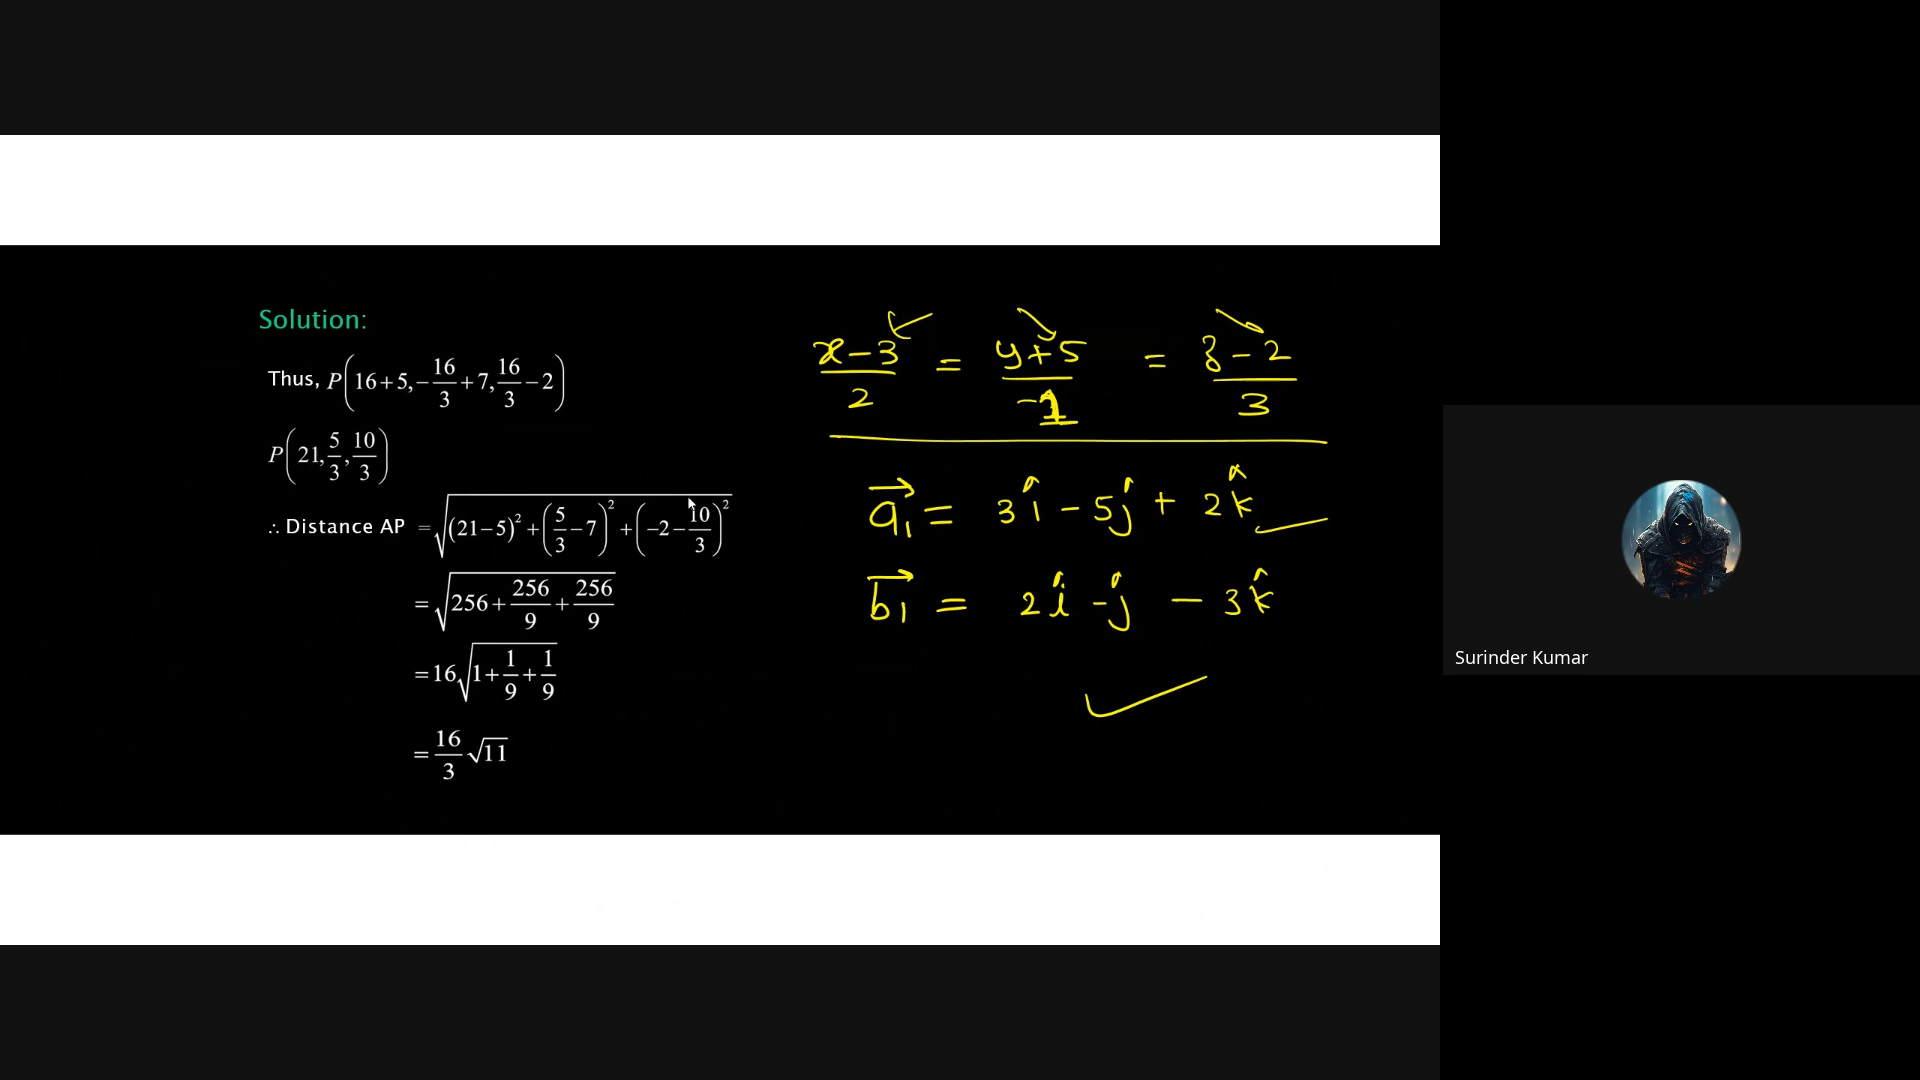 Solution:
Thus, P(16+5, -16/3+7, 16/3-2)
P(21, 5/3, 10/3)
∴ Distance AP = √((21-5)² + (5/3-7)² + (-2-10/3)²)
= √(256 + 256/9 + 256/9)
= 16√(1 + 1/9 + 1/9)
= 16/3 √11
x-3/2 = y+5/-1 = z-2/3
a⃗₁ = 3î - 5ĵ + 2k̂
b⃗₁ = 2î - ĵ - 3k̂
Surinder Kumar